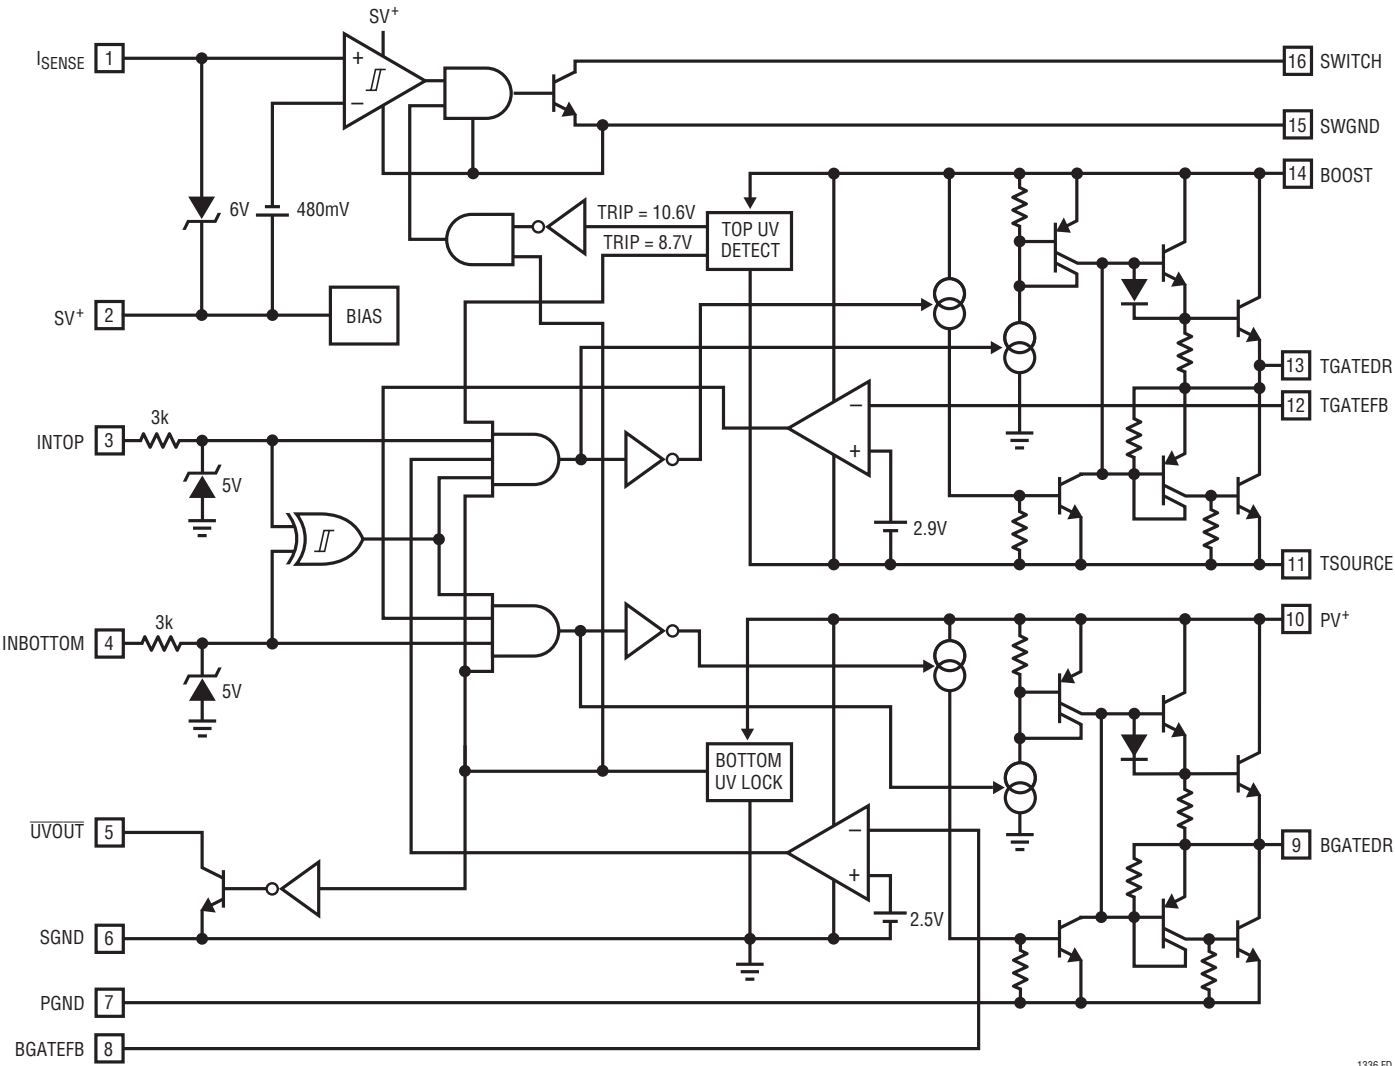 SV+
ISENSE 1
+
−
16 SWITCH
15 SWGND
14 BOOST
6V 480mV
TRIP = 10.6V
TRIP = 8.7V
TOP UV
DETECT
SV+ 2
BIAS
13 TGATEDR
12 TGATEFB
−
+
3k
INTOP 3
5V
2.9V
11 TSOURCE
10 PV+
3k
INBOTTOM 4
5V
BOTTOM
UV LOCK
UVOUT 5
−
+
9 BGATEDR
2.5V
SGND 6
PGND 7
BGATEFB 8
1336 FD